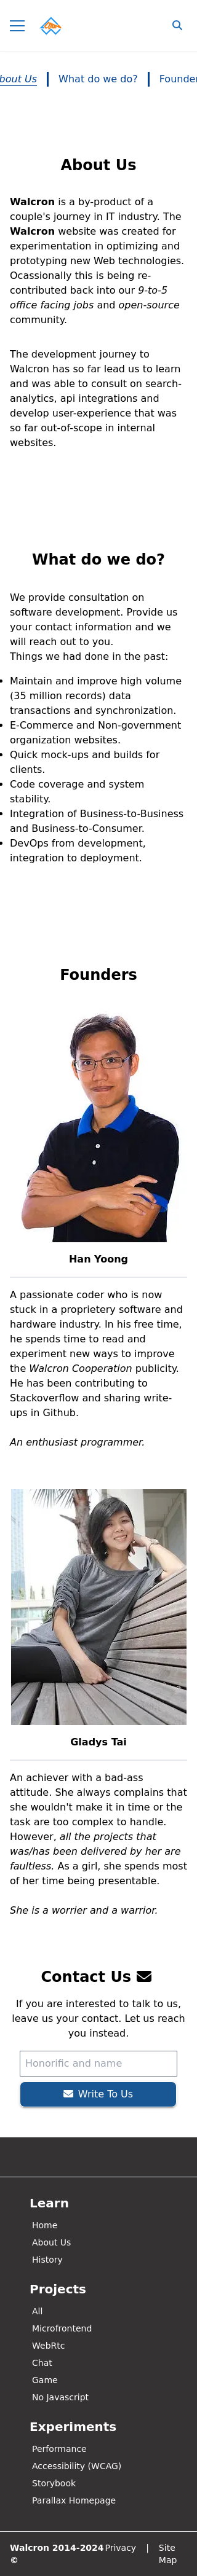 bout Us
What do we do?
Founder
About Us
Walcron is a by-product of a
couple's journey in IT industry. The
Walcron website was created for
experimentation in optimizing and
prototyping new Web technologies.
Ocassionally this is being re-
contributed back into our 9-to-5
office facing jobs and open-source
community.
The development journey to
Walcron has so far lead us to learn
and was able to consult on search-
analytics, api integrations and
develop user-experience that was
so far out-of-scope in internal
websites.
What do we do?
We provide consultation on
software development. Provide us
your contact information and we
will reach out to you.
Things we had done in the past:
Maintain and improve high volume
(35 million records) data
transactions and synchronization.
E-Commerce and Non-government
organization websites.
Quick mock-ups and builds for
clients.
Code coverage and system
stability.
Integration of Business-to-Business
and Business-to-Consumer.
DevOps from development,
integration to deployment.
Founders
Han Yoong
A passionate coder who is now
stuck in a proprietery software and
hardware industry. In his free time,
he spends time to read and
experiment new ways to improve
the Walcron Cooperation publicity.
He has been contributing to
Stackoverflow and sharing write-
ups in Github.
An enthusiast programmer.
Gladys Tai
An achiever with a bad-ass
attitude. She always complains that
she wouldn't make it in time or the
task are too complex to handle.
However, all the projects that
was/has been delivered by her are
faultless. As a girl, she spends most
of her time being presentable.
She is a worrier and a warrior.
Contact Us
If you are interested to talk to us,
leave us your contact. Let us reach
you instead.
Honorific and name
Write To Us
Learn
Home
About Us
History
Projects
All
Microfrontend
WebRtc
Chat
Game
No Javascript
Experiments
Performance
Accessibility (WCAG)
Storybook
Parallax Homepage
Walcron 2014-2024 Privacy | Site
© Map